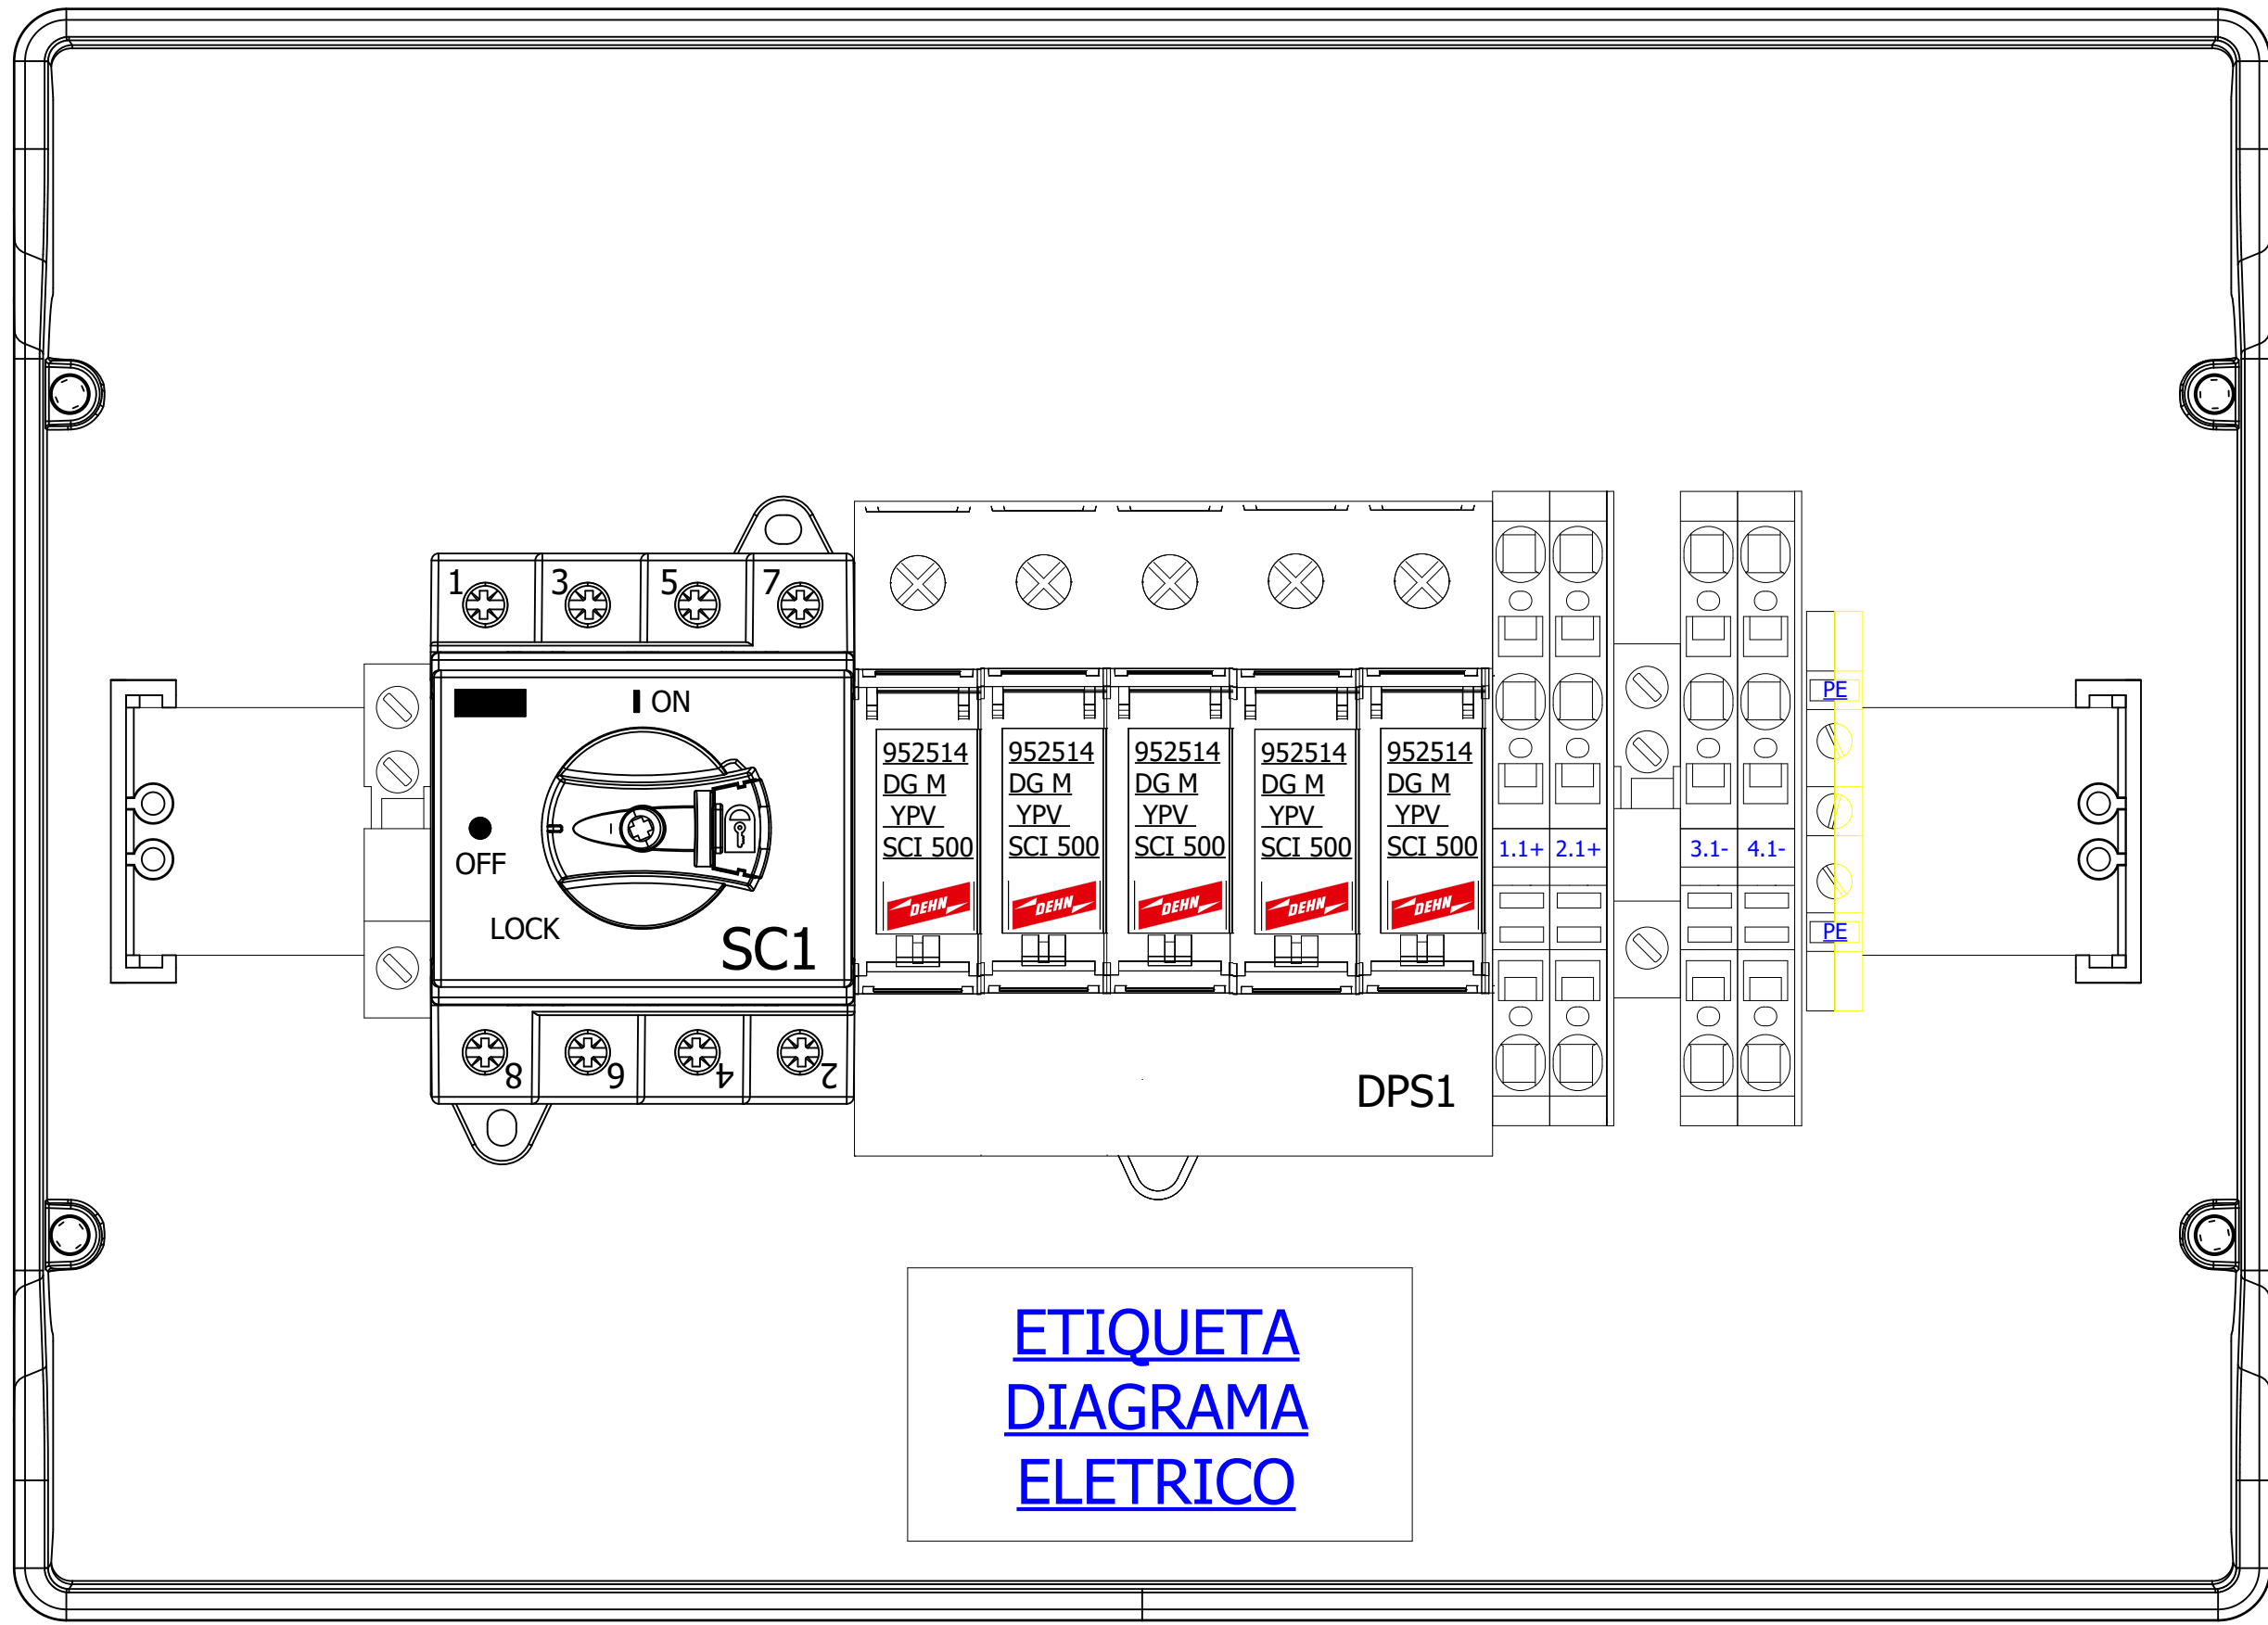 1 3 5 7
I ON
OFF
LOCK
SC1
8 6 4 2
952514
DG M
YPV
SCI 500
DEHN
952514
DG M
YPV
SCI 500
DEHN
952514
DG M
YPV
SCI 500
DEHN
952514
DG M
YPV
SCI 500
DEHN
952514
DG M
YPV
SCI 500
DEHN
DPS1
1.1+ 2.1+ 3.1- 4.1-
PE
PE
ETIQUETA
DIAGRAMA
ELETRICO